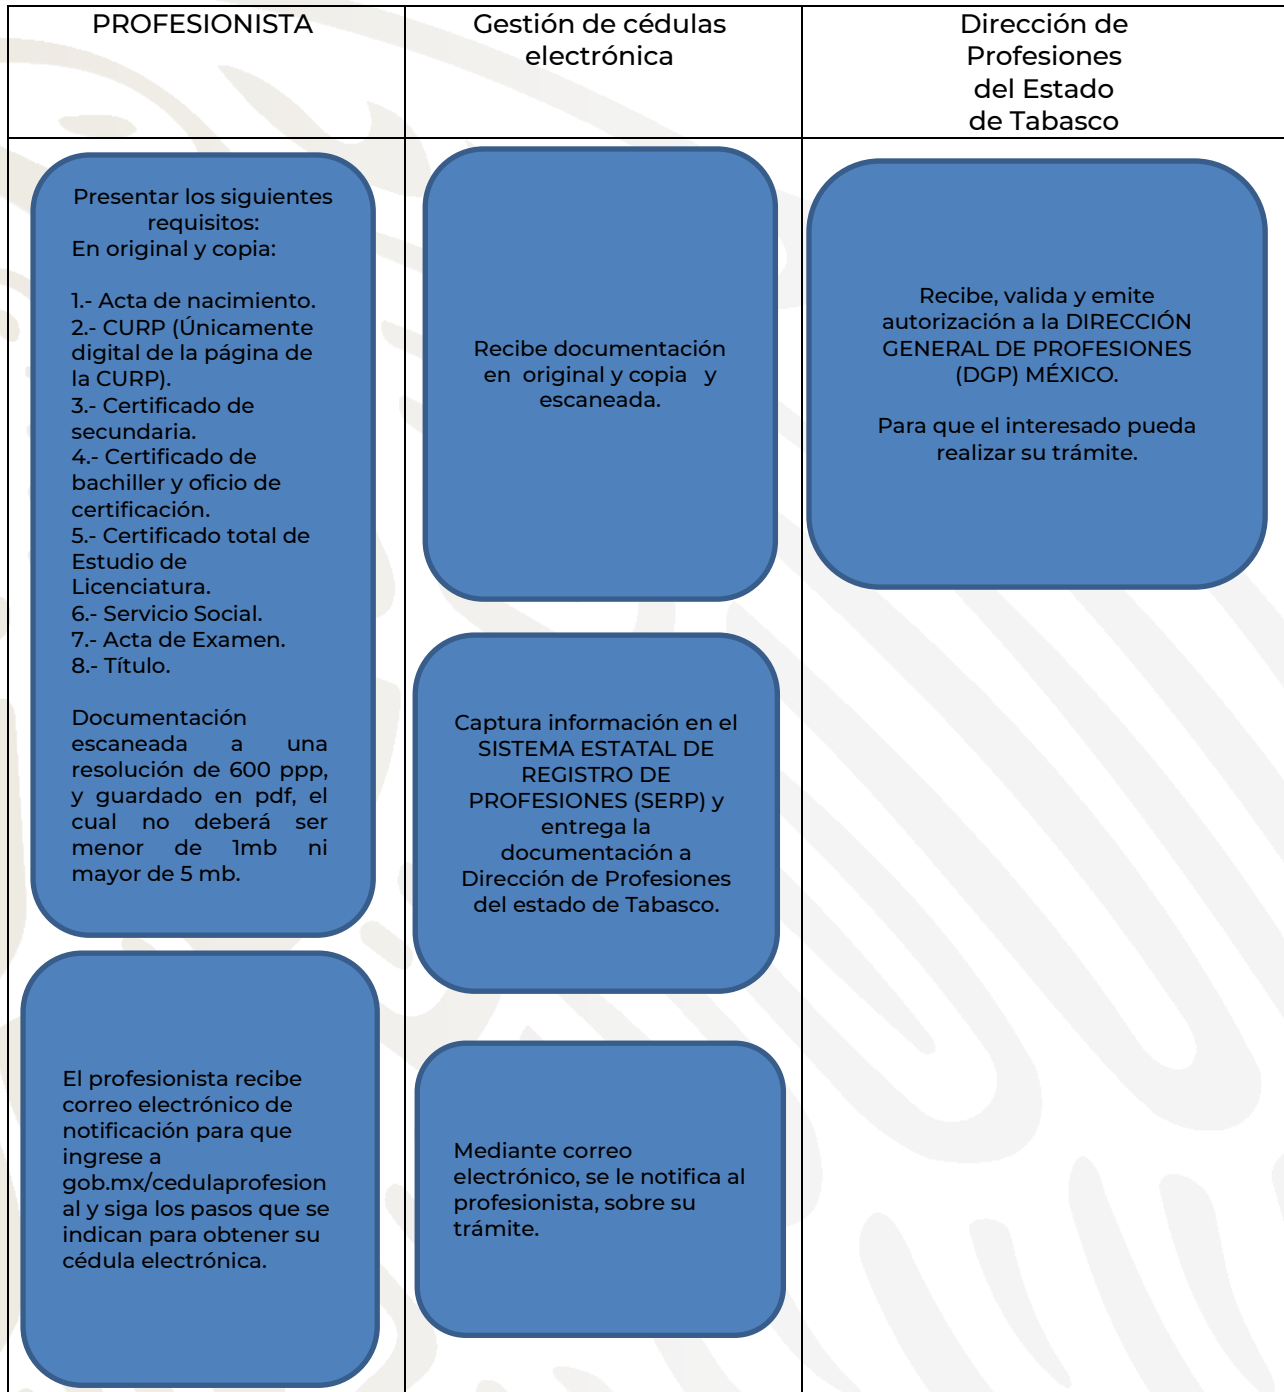 PROFESIONISTA
Gestión de cédulas
electrónica
Dirección de
Profesiones
del Estado
de Tabasco
Presentar los siguientes
requisitos:
En original y copia:
1.- Acta de nacimiento.
2.- CURP (Únicamente
digital de la página de
la CURP).
3.- Certificado de
secundaria.
4.- Certificado de
bachiller y oficio de
certificación.
5.- Certificado total de
Estudio de
Licenciatura.
6.- Servicio Social.
7.- Acta de Examen.
8.- Título.
Documentación
escaneada a una
resolución de 600 ppp,
y guardado en pdf, el
cual no deberá ser
menor de 1mb ni
mayor de 5 mb.
El profesionista recibe
correo electrónico de
notificación para que
ingrese a
gob.mx/cedulaprofesion
al y siga los pasos que se
indican para obtener su
cédula electrónica.
Recibe documentación
en original y copia y
escaneada.
Captura información en el
SISTEMA ESTATAL DE
REGISTRO DE
PROFESIONES (SERP) y
entrega la
documentación a
Dirección de Profesiones
del estado de Tabasco.
Mediante correo
electrónico, se le notifica al
profesionista, sobre su
trámite.
Recibe, valida y emite
autorización a la DIRECCIÓN
GENERAL DE PROFESIONES
(DGP) MÉXICO.
Para que el interesado pueda
realizar su trámite.